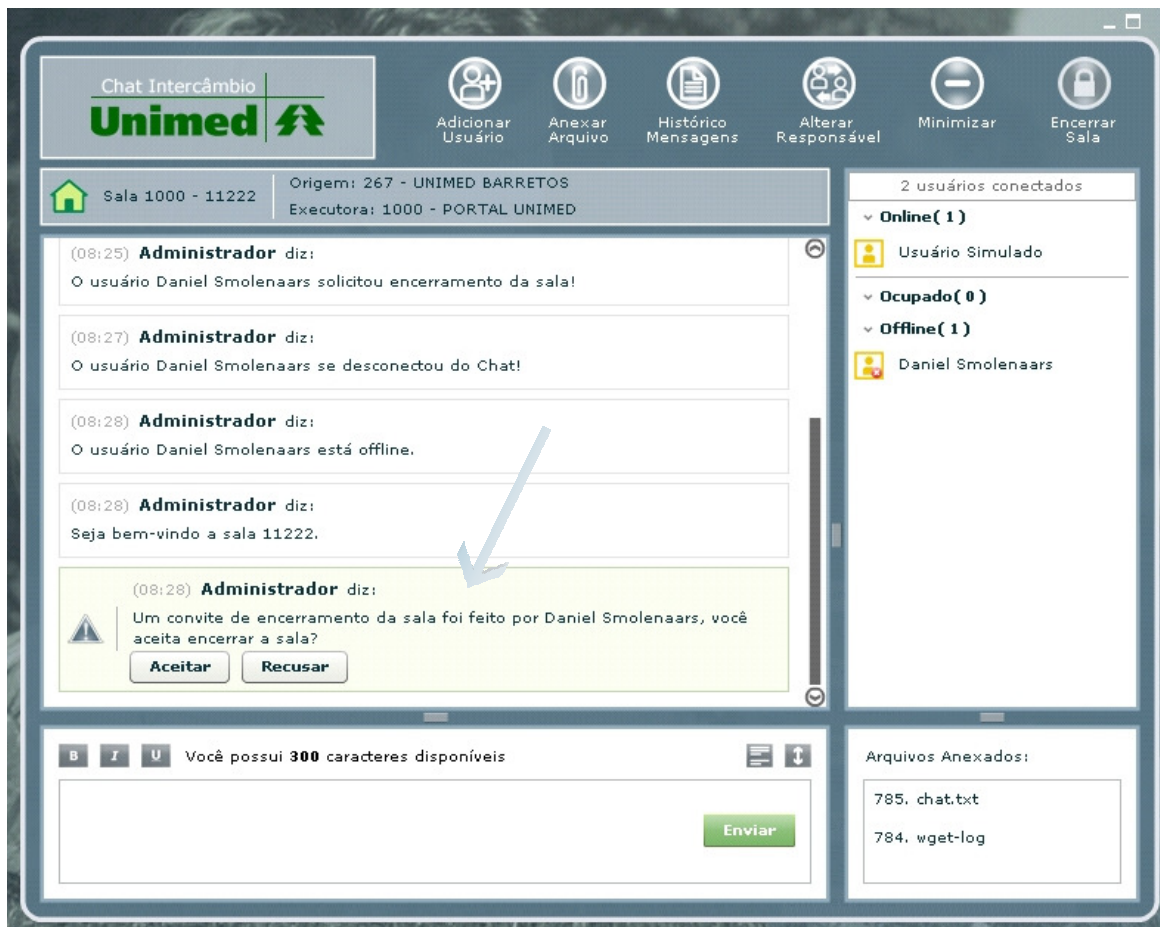 Chat Intercâmbio
Unimed
Adicionar
Usuário
Anexar
Arquivo
Histórico
Mensagens
Alterar
Responsável
Minimizar
Encerrar
Sala
Sala 1000 - 11222
Origem: 267 - UNIMED BARRETOS
Executora: 1000 - PORTAL UNIMED
(08:25) Administrador diz:
O usuário Daniel Smolenaars solicitou encerramento da sala!
(08:27) Administrador diz:
O usuário Daniel Smolenaars se desconectou do Chat!
(08:28) Administrador diz:
O usuário Daniel Smolenaars está offline.
(08:28) Administrador diz:
Seja bem-vindo a sala 11222.
(08:28) Administrador diz:
Um convite de encerramento da sala foi feito por Daniel Smolenaars, você
aceita encerrar a sala?
Aceitar Recusar
2 usuários conectados
Online( 1 )
Usuário Simulado
Ocupado( 0 )
Offline( 1 )
Daniel Smolenaars
B I U Você possui 300 caracteres disponíveis
Enviar
Arquivos Anexados:
785. chat.txt
784. wget-log